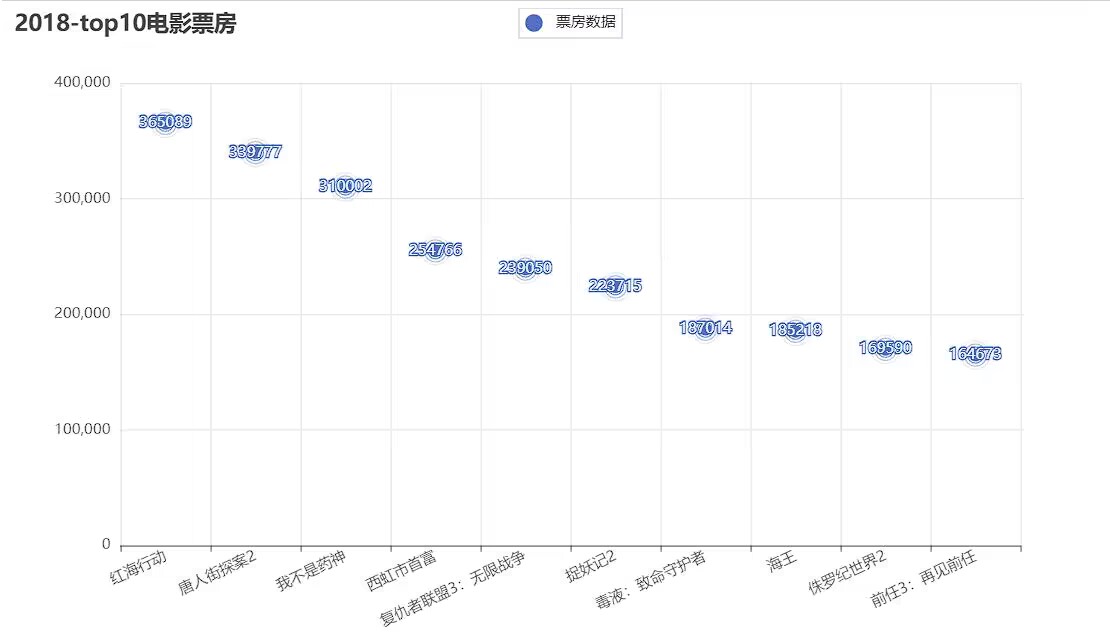 2018-top10电影票房
票房数据
400,000
300,000
200,000
100,000
0
365089
339777
310002
254766
239050
223715
187014
185218
169590
164673
红海行动
唐人街探案2
我不是药神
西虹市首富
复仇者联盟3：无限战争
捉妖记2
毒液：致命守护者
海王
侏罗纪世界2
前任3：再见前任